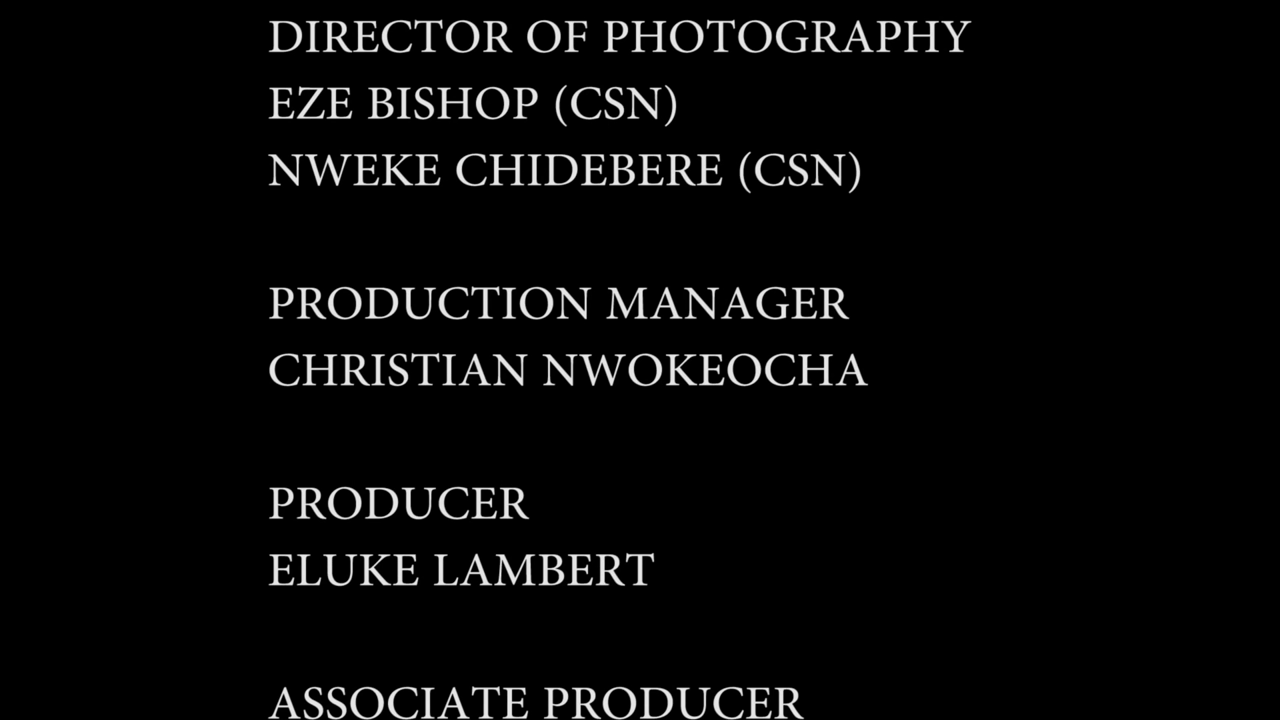 DIRECTOR OF PHOTOGRAPHY
EZE BISHOP (CSN)
NWEKE CHIDEBERE (CSN)
PRODUCTION MANAGER
CHRISTIAN NWOKEOCHA
PRODUCER
ELUKE LAMBERT
ASSOCIATE PRODUCER